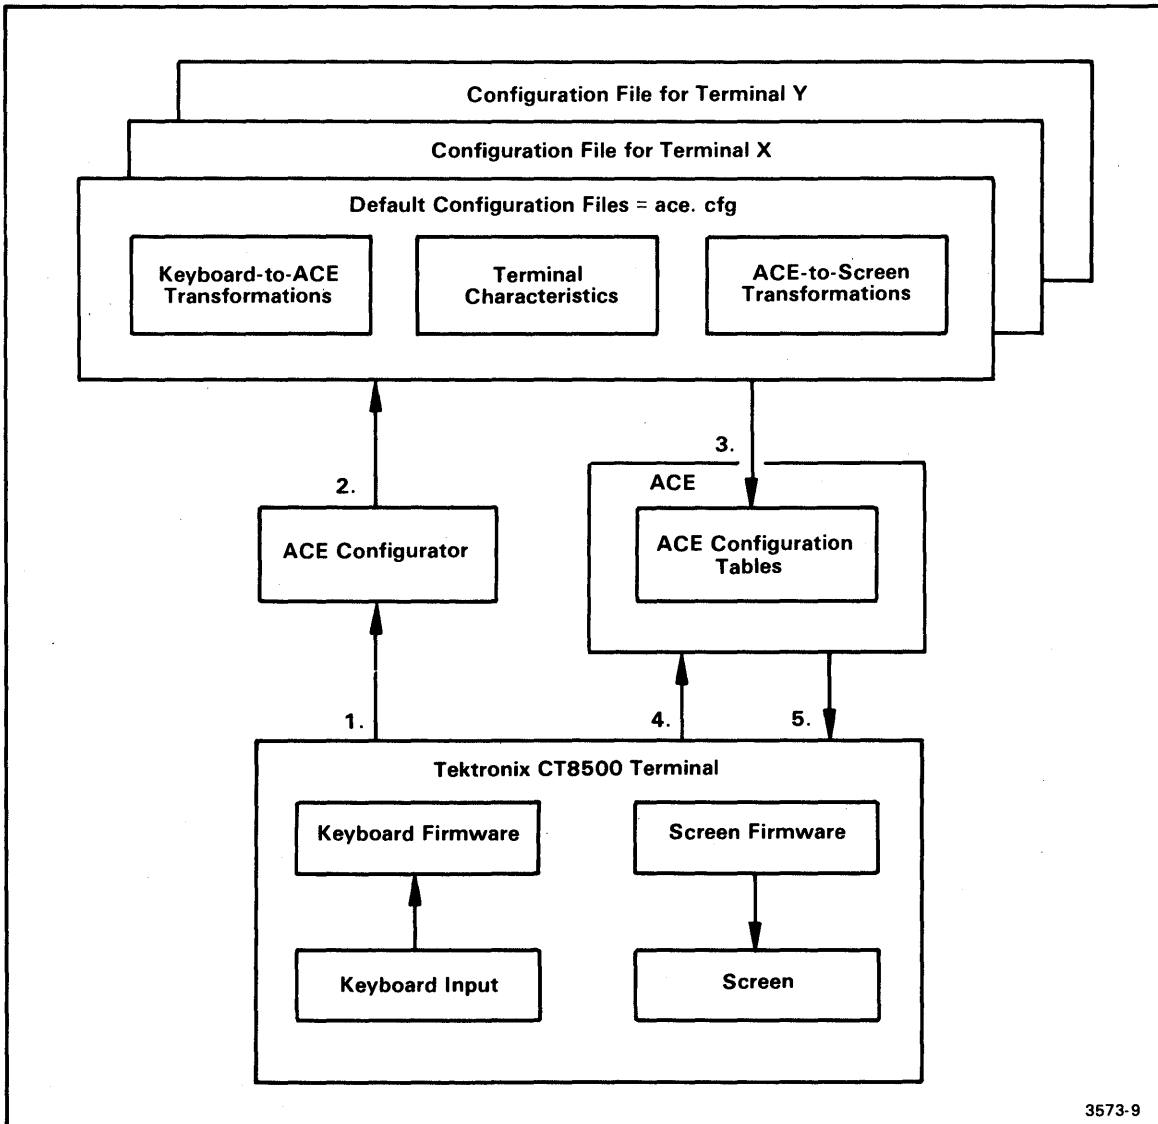 Configuration File for Terminal Y
Configuration File for Terminal X
Default Configuration Files = ace. cfg
Keyboard-to-ACE
Transformations
Terminal
Characteristics
ACE-to-Screen
Transformations
2.
3.
ACE Configurator
ACE
ACE Configuration
Tables
1.
4.
5.
Tektronix CT8500 Terminal
Keyboard Firmware
Screen Firmware
Keyboard Input
Screen
3573-9